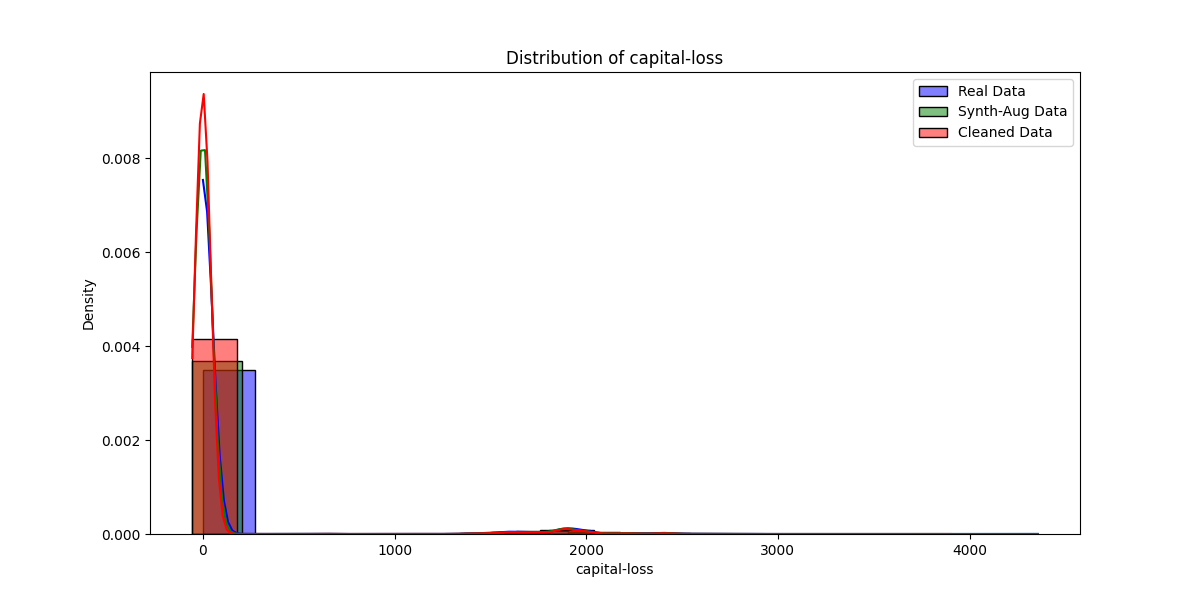 Distribution of capital-loss
Real Data
Synth-Aug Data
Cleaned Data
0.008
0.006
0.004
0.002
0.000
Density
0
1000
2000
3000
4000
capital-loss